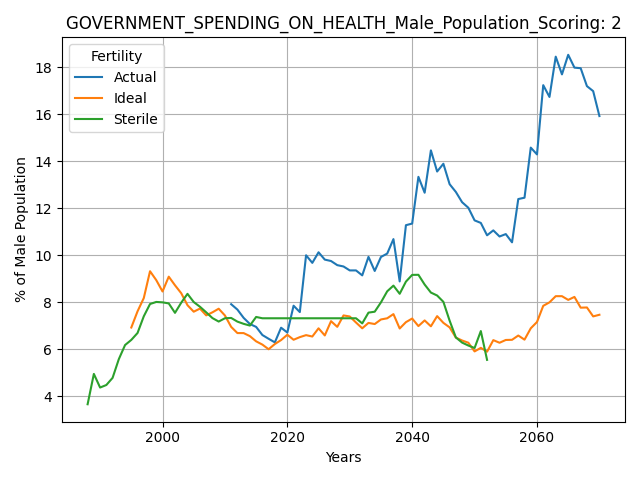 GOVERNMENT_SPENDING_ON_HEALTH_Male_Population_Scoring: 2
Fertility
Actual
Ideal
Sterile
% of Male Population
18
16
14
12
10
8
6
4
2000
2020
2040
2060
Years